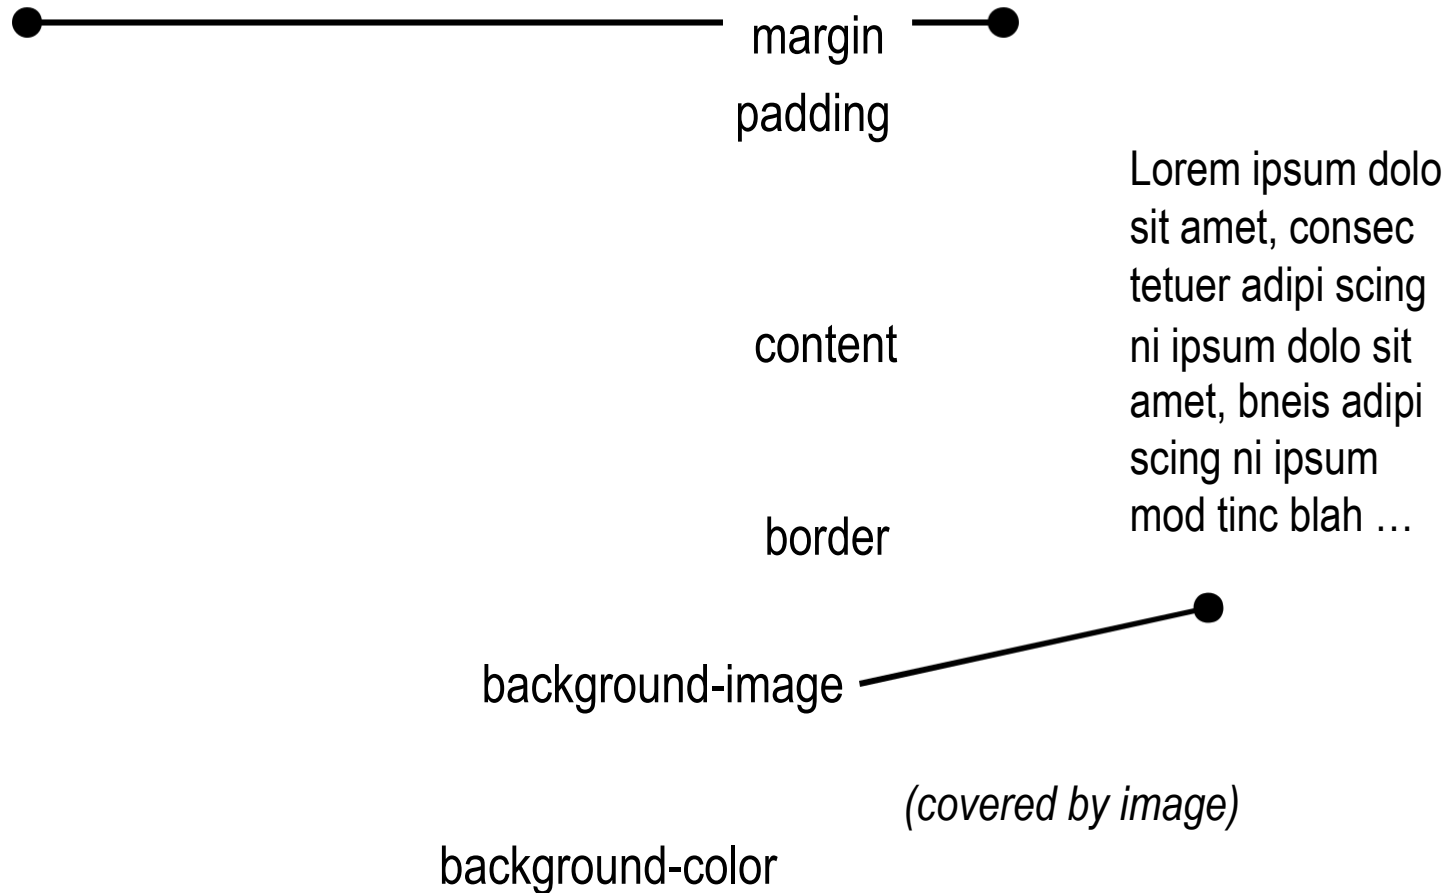 margin
padding
Lorem ipsum dolo
sit amet, consec
tetuer adipi scing
ni ipsum dolo sit
amet, bneis adipi
scing ni ipsum
mod tinc blah …
content
border
background-image
(covered by image)
background-color